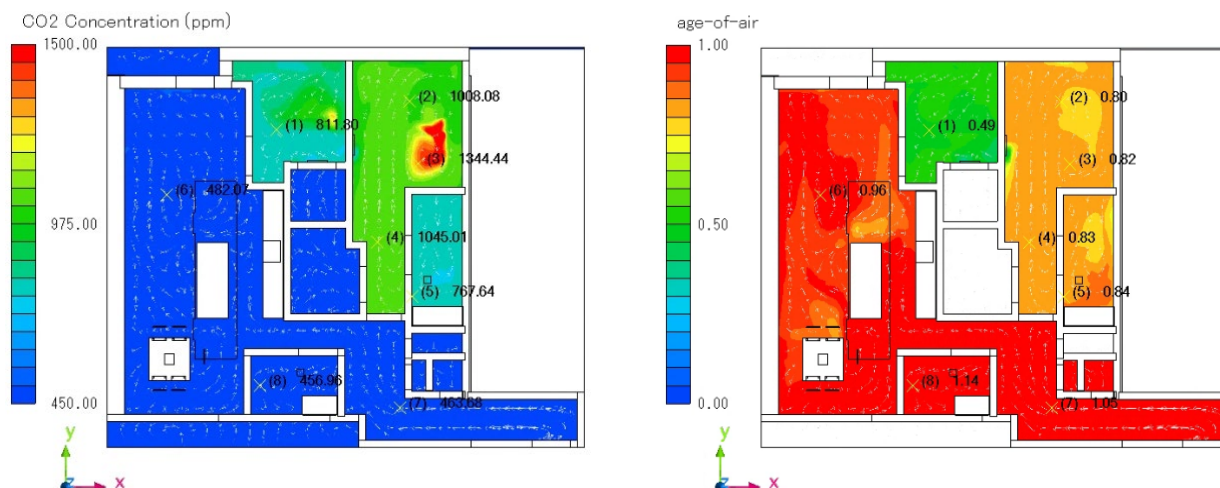 CO2 Concentration (ppm)
1500.00
975.00
450.00
(1) 811.80
(2) 1008.08
(3) 1344.44
(4) 1045.01
(5) 767.64
(6) 482.07
(7) 463.68
(8) 456.96
y
z
x
age-of-air
1.00
0.50
0.00
(1) 0.49
(2) 0.80
(3) 0.82
(4) 0.83
(5) 0.84
(6) 0.96
(7) 1.05
(8) 1.14
y
z
x